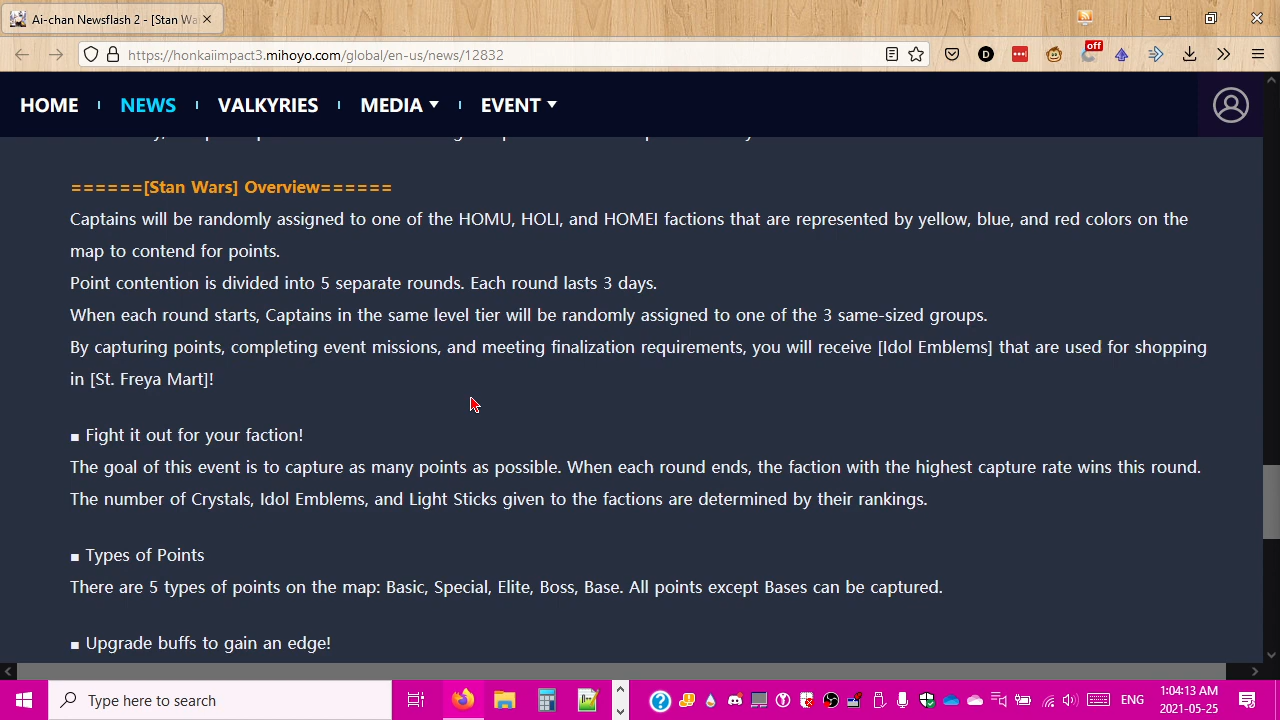 Ai-chan Newsflash 2 - [Stan Wa
https://honkaiimpact3.mihoyo.com/global/en-us/news/12832
off
HOME NEWS VALKYRIES MEDIA EVENT
======[Stan Wars] Overview======
Captains will be randomly assigned to one of the HOMU, HOLI, and HOMEI factions that are represented by yellow, blue, and red colors on the
map to contend for points.
Point contention is divided into 5 separate rounds. Each round lasts 3 days.
When each round starts, Captains in the same level tier will be randomly assigned to one of the 3 same-sized groups.
By capturing points, completing event missions, and meeting finalization requirements, you will receive [Idol Emblems] that are used for shopping
in [St. Freya Mart]!
■ Fight it out for your faction!
The goal of this event is to capture as many points as possible. When each round ends, the faction with the highest capture rate wins this round.
The number of Crystals, Idol Emblems, and Light Sticks given to the factions are determined by their rankings.
■ Types of Points
There are 5 types of points on the map: Basic, Special, Elite, Boss, Base. All points except Bases can be captured.
■ Upgrade buffs to gain an edge!
Type here to search
ENG
1:04:13 AM
2021-05-25